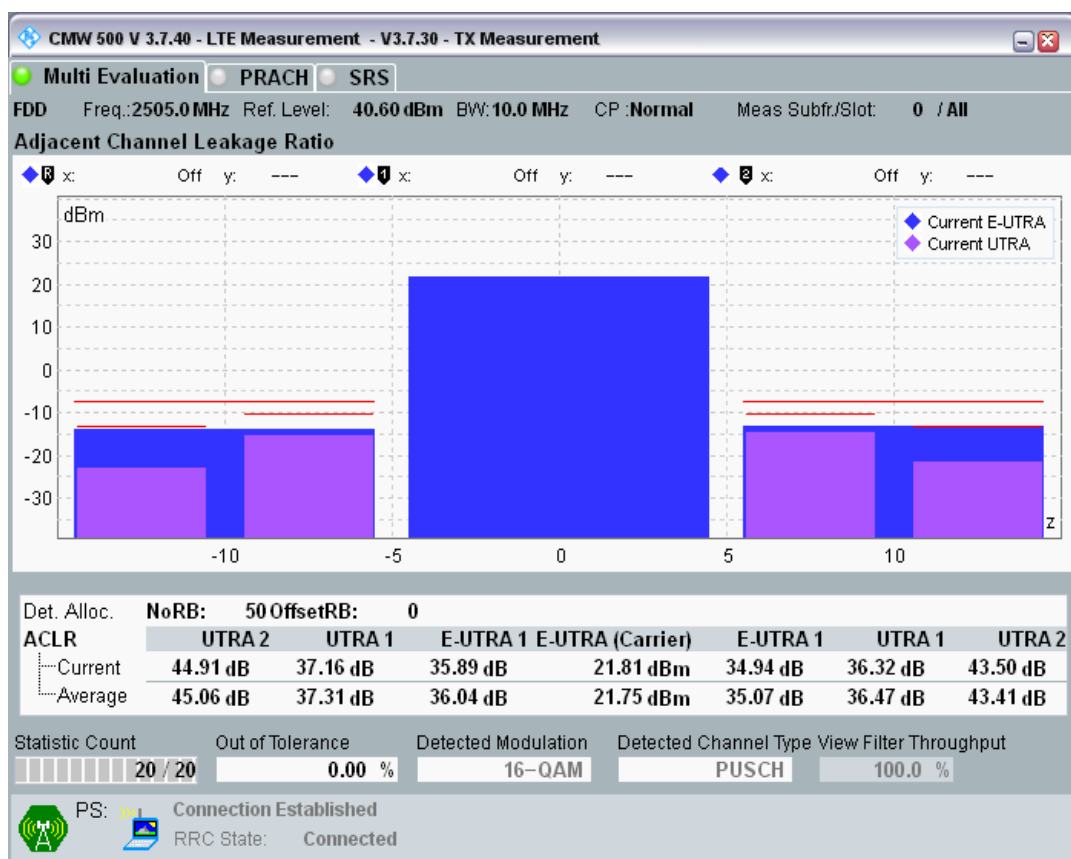 CMW 500 V 3.7.40 - LTE Measurement - V3.7.30 - TX Measurement
Multi Evaluation PRACH SRS
FDD Freq.:2505.0 MHz Ref. Level: 40.60 dBm BW: 10.0 MHz CP :Normal Meas Subfr./Slot: 0 / All
Adjacent Channel Leakage Ratio
R x: Off y: --- 1 x: Off y: --- 2 x: Off y: ---
dBm
Current E-UTRA
Current UTRA
30
20
10
0
-10
-20
-30
z
-10 -5 0 5 10
Det. Alloc. NoRB: 50 OffsetRB: 0
ACLR UTRA 2 UTRA 1 E-UTRA 1 E-UTRA (Carrier) E-UTRA 1 UTRA 1 UTRA 2
Current 44.91 dB 37.16 dB 35.89 dB 21.81 dBm 34.94 dB 36.32 dB 43.50 dB
Average 45.06 dB 37.31 dB 36.04 dB 21.75 dBm 35.07 dB 36.47 dB 43.41 dB
Statistic Count Out of Tolerance Detected Modulation Detected Channel Type View Filter Throughput
20 / 20 0.00 % 16-QAM PUSCH 100.0 %
PS: Connection Established
RRC State: Connected